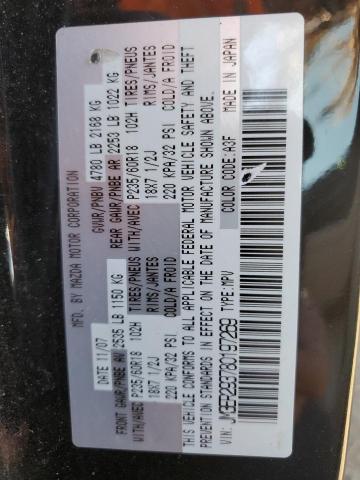 MFD. BY MAZDA MOTOR CORPORATION
DATE 11/07 GVWR/PNBV 4780 LB 2168 KG
FRONT GAWR/PNBE AV 2535 LB 1150 KG REAR GAWR/PNBE AR 2253 LB 1022 KG
WITH/AVEC P235/60R18 102H TIRES/PNEUS WITH/AVEC P235/60R18 102H TIRES/PNEUS
18X7 1/2J RIMS/JANTES 18X7 1/2J RIMS/JANTES
220 KPA/32 PSI COLD/A FROID 220 KPA/32 PSI COLD/A FROID
THIS VEHICLE CONFORMS TO ALL APPLICABLE FEDERAL MOTOR VEHICLE SAFETY AND THEFT
PREVENTION STANDARDS IN EFFECT ON THE DATE OF MANUFACTURE SHOWN ABOVE.
VIN: JM3ER293780197269 TYPE:MPV COLOR CODE:A3F MADE IN JAPAN